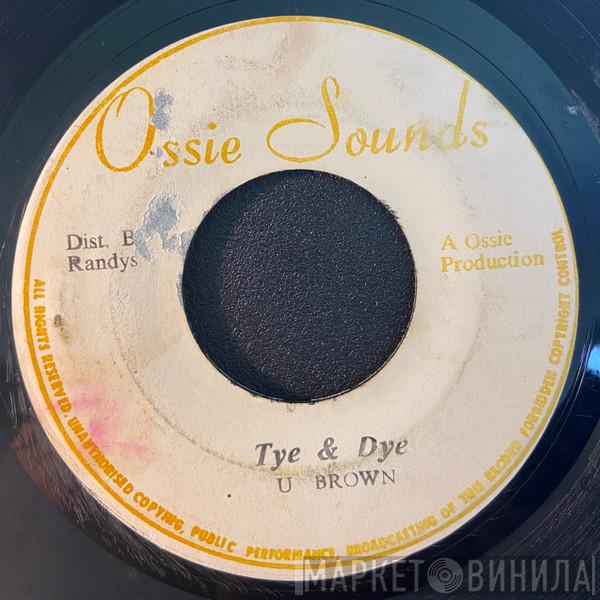 Ossie Sounds
Dist. B
Randys
A Ossie
Production
Tye & Dye
U BROWN
ALL RIGHTS RESERVED. UNAUTHORISED COPYING, PUBLIC PERFORMANCE, BROADCASTING OF THIS RECORD FORBIDDEN COPYRIGHT CONTROL
МАРКЕТ ВИНИЛА